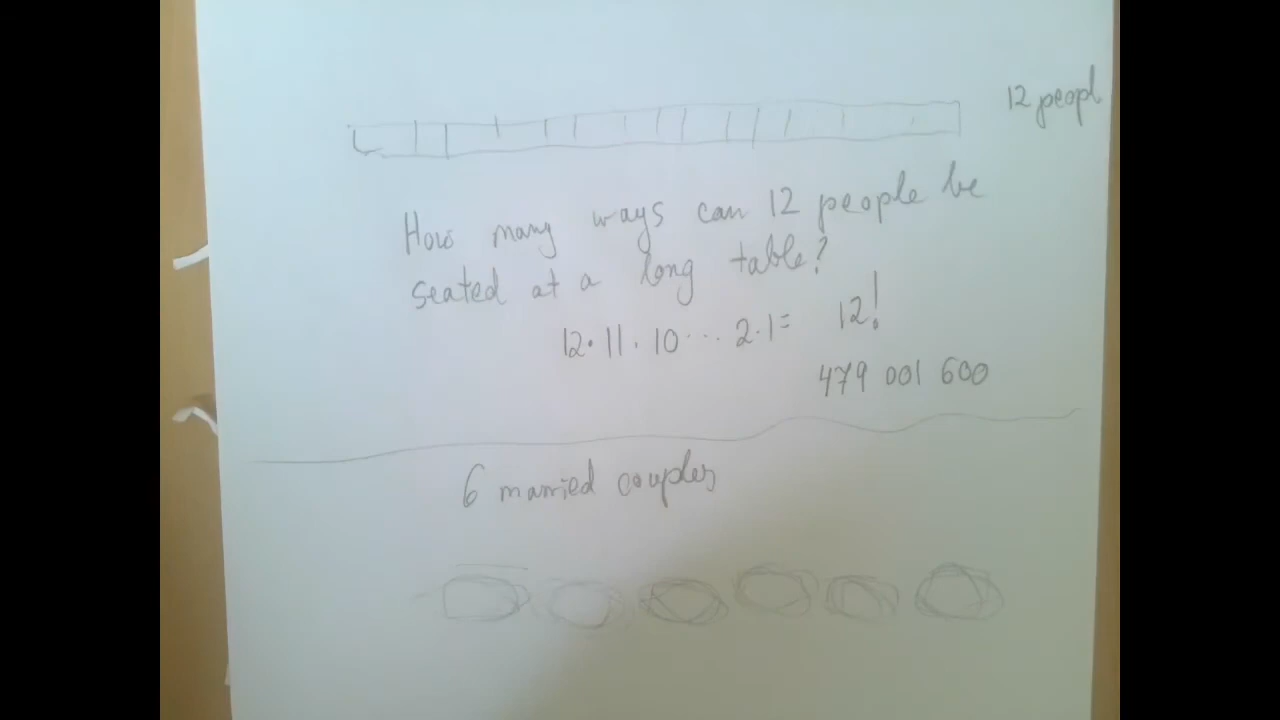 12 peopl
How many ways can 12 people be
seated at a long table?
12·11·10···2·1= 12!
479 001 600
6 married couples